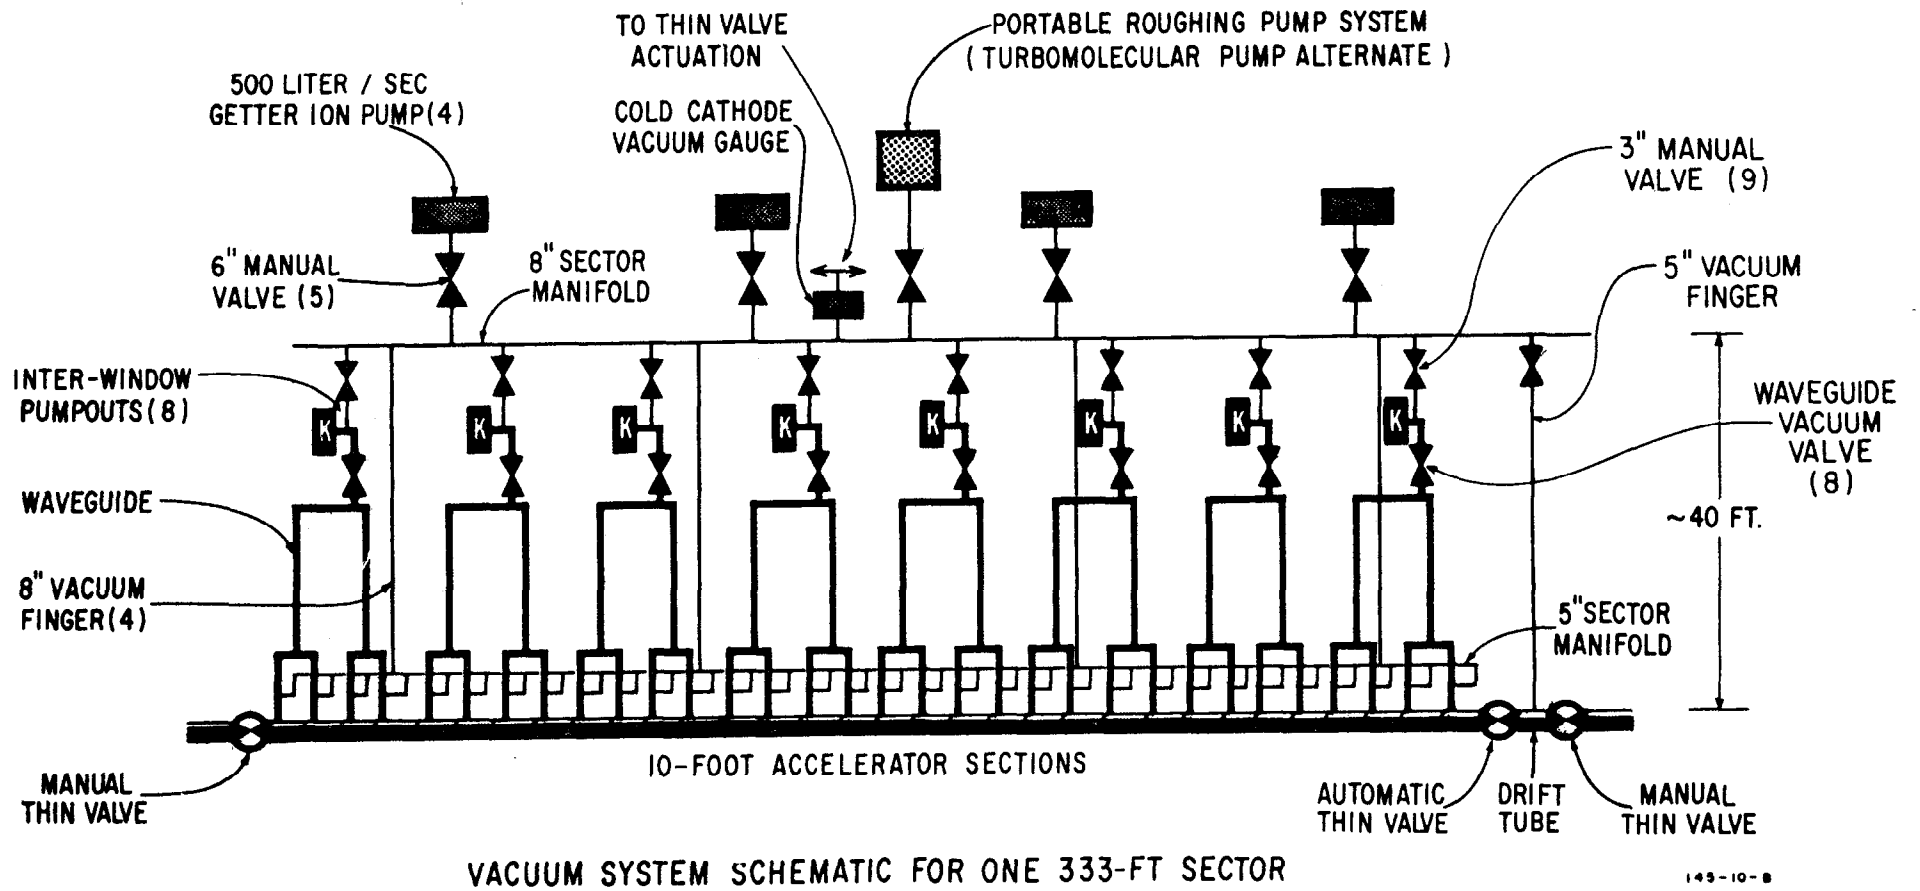 TO THIN VALVE
ACTUATION
PORTABLE ROUGHING PUMP SYSTEM
(TURBOMOLECULAR PUMP ALTERNATE)
500 LITER / SEC
GETTER ION PUMP(4)
COLD CATHODE
VACUUM GAUGE
3" MANUAL
VALVE (9)
6" MANUAL
VALVE (5)
8" SECTOR
MANIFOLD
5" VACUUM
FINGER
INTER-WINDOW
PUMPOUTS(8)
K K K K K K K K
WAVEGUIDE
VACUUM
VALVE
(8)
WAVEGUIDE
~40 FT.
8" VACUUM
FINGER(4)
5" SECTOR
MANIFOLD
10-FOOT ACCELERATOR SECTIONS
MANUAL
THIN VALVE
AUTOMATIC
THIN VALVE
DRIFT
TUBE
MANUAL
THIN VALVE
VACUUM SYSTEM SCHEMATIC FOR ONE 333-FT SECTOR
145-10-B